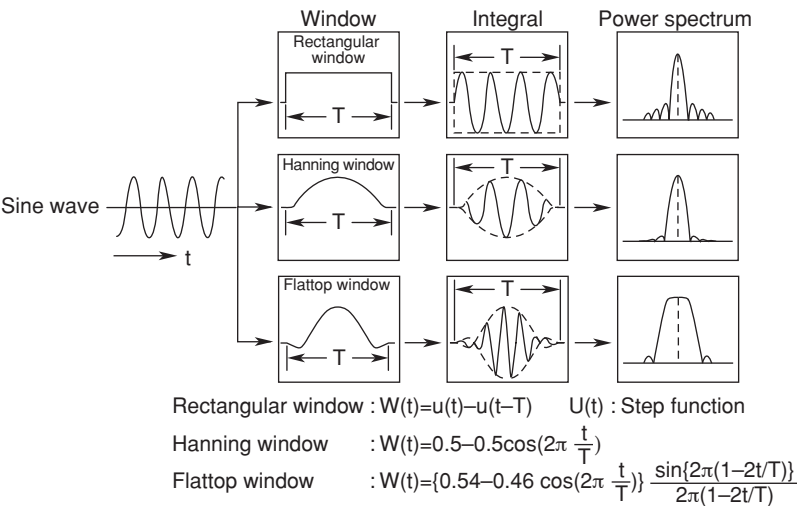 Window Integral Power spectrum
Rectangular
window
T
T
Hanning window
T
T
Sine wave
t
Flattop window
T
T
Rectangular window : W(t)=u(t)–u(t–T) U(t) : Step function
Hanning window : W(t)=0.5–0.5cos(2π t/T)
Flattop window : W(t)={0.54–0.46 cos(2π t/T)} sin{2π(1–2t/T)}/2π(1–2t/T)